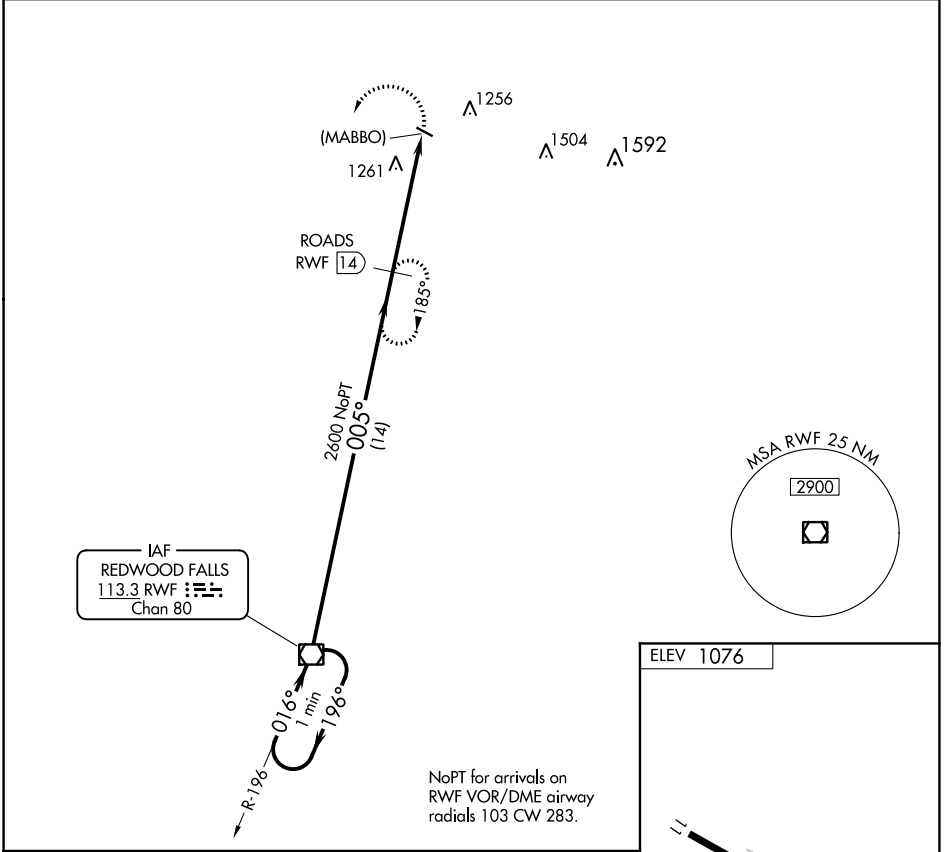 1256
(MABBO)
1504
1592
1261
ROADS
RWF 14
185°
2600 NoPT
005°
(14)
MSA RWF 25 NM
2900
IAF
REDWOOD FALLS
113.3 RWF
Chan 80
ELEV 1076
016°
1 min
196°
R-196
NoPT for arrivals on
RWF VOR/DME airway
radials 103 CW 283.